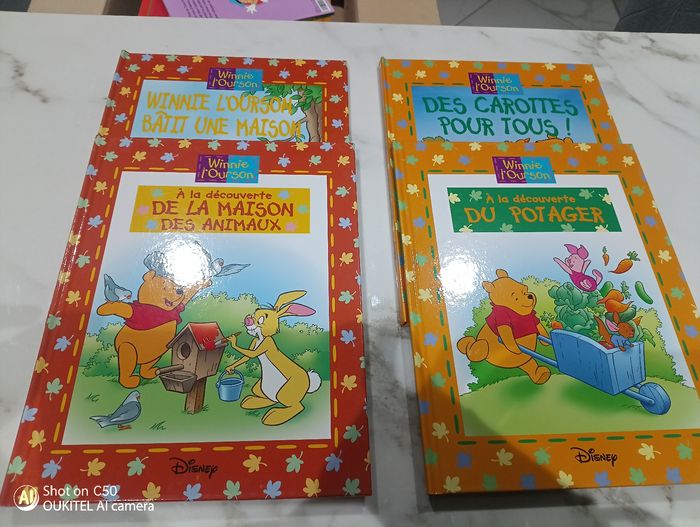 Winnie
l'Ourson
WINNIE L'OURSON
BÂTIT UNE MAISON
Winnie
l'Ourson
DES CAROTTES
POUR TOUS !
Winnie
l'Ourson
À la découverte
DE LA MAISON
DES ANIMAUX
Disney
Winnie
l'Ourson
À la découverte
DU POTAGER
Disney
AI
Shot on C50
OUKITEL AI camera